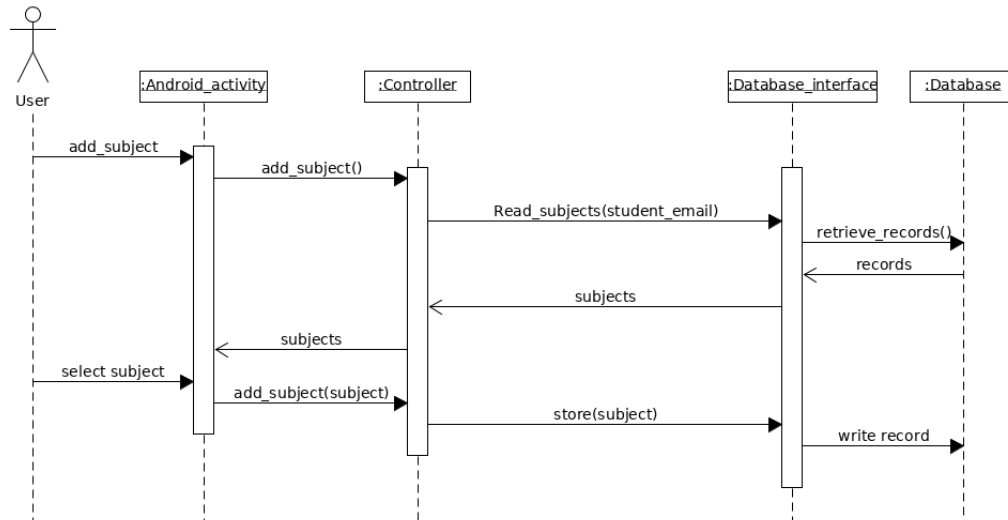 User
:Android_activity
:Controller
:Database_interface
:Database
add_subject
add_subject()
Read_subjects(student_email)
retrieve_records()
records
subjects
subjects
select subject
add_subject(subject)
store(subject)
write record